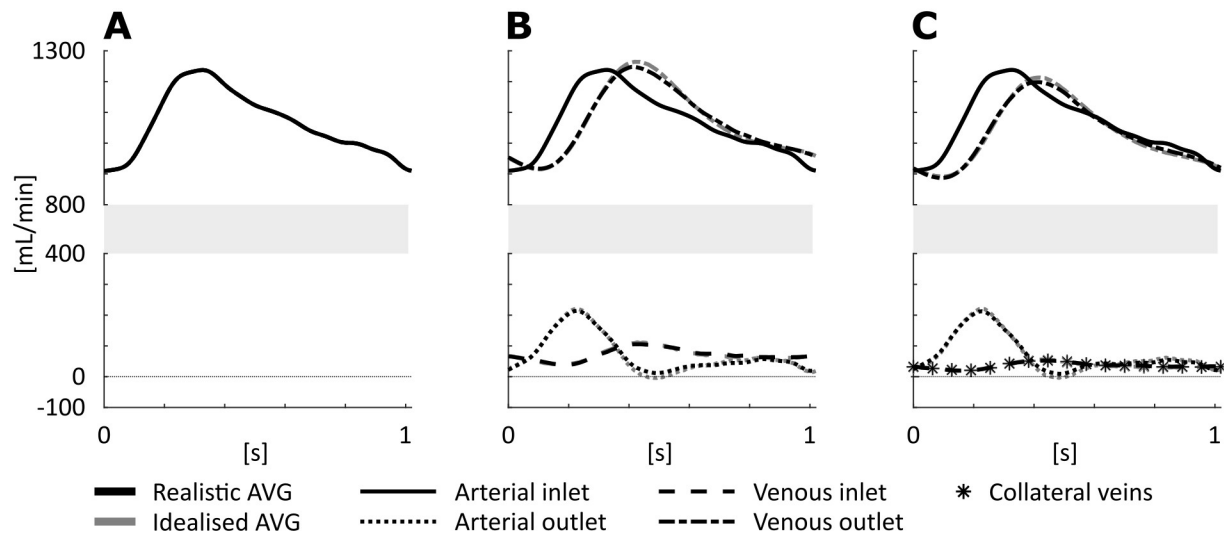 A B C
1300
800
400
0
-100
[mL/min]
0 1 0 1 0 1
[s] [s] [s]
Realistic AVG Arterial inlet Venous inlet Collateral veins
Idealised AVG Arterial outlet Venous outlet